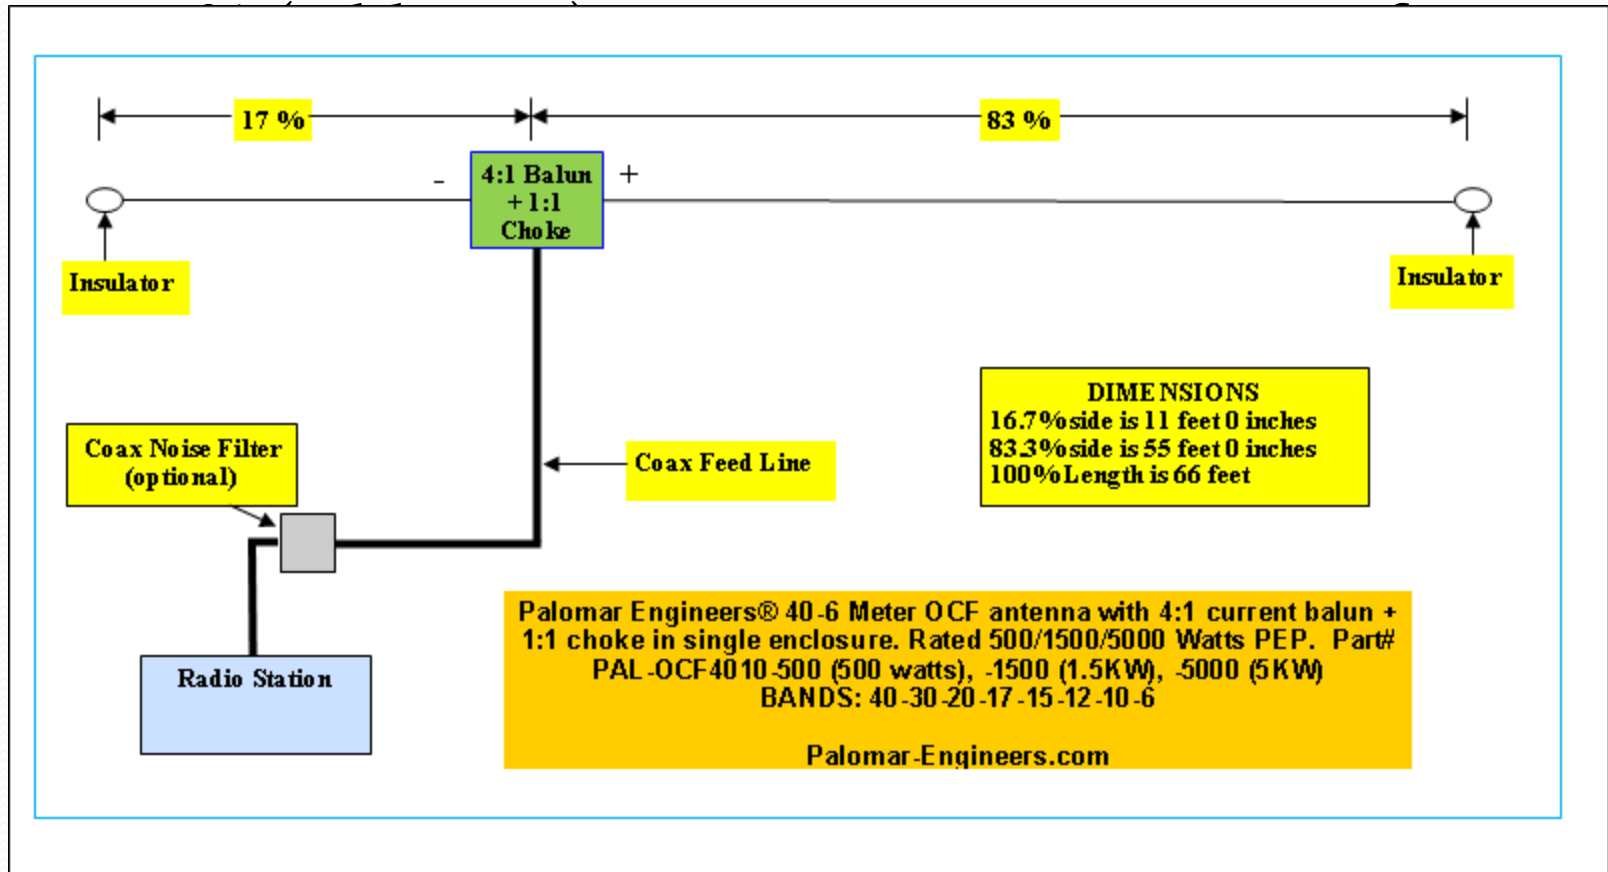 17 %
83 %
-
4:1 Balun
+ 1:1
Choke
+
Insulator
Insulator
DIMENSIONS
16.7%side is 11 feet 0 inches
83.3%side is 55 feet 0 inches
100%Length is 66 feet
Coax Noise Filter
(optional)
Coax Feed Line
Radio Station
Palomar Engineers® 40-6 Meter OCF antenna with 4:1 current balun +
1:1 choke in single enclosure. Rated 500/1500/5000 Watts PEP. Part#
PAL-OCF4010-500 (500 watts), -1500 (1.5KW), -5000 (5KW)
BANDS: 40-30-20-17-15-12-10-6
Palomar-Engineers.com